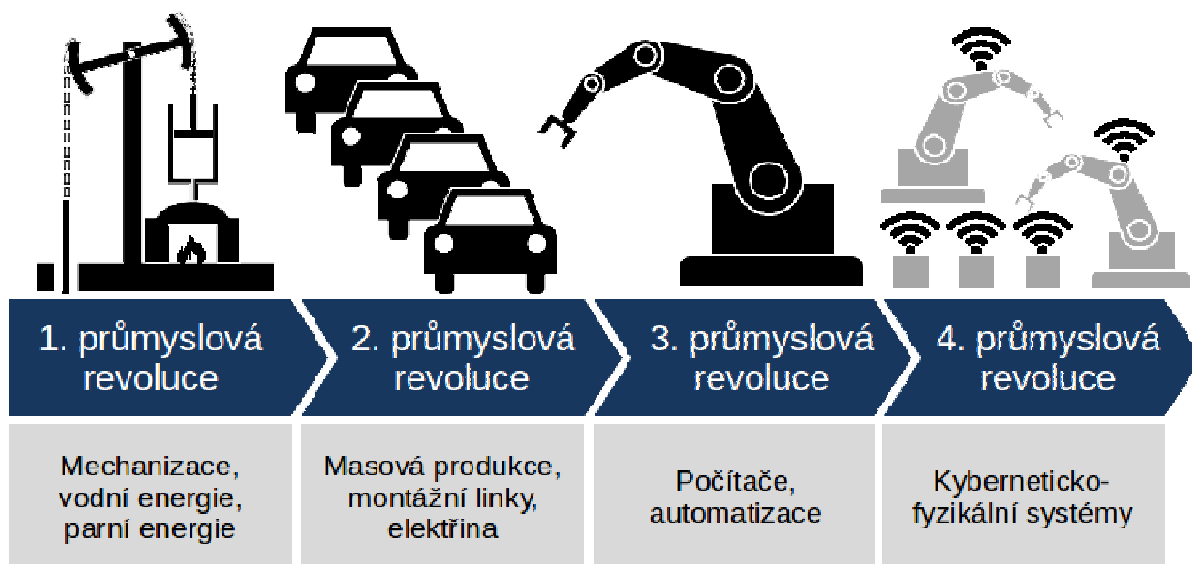 1. průmyslová
revoluce
2. průmyslová
revoluce
3. průmyslová
revoluce
4. průmyslová
revoluce
Mechanizace,
vodní energie,
parní energie
Masová produkce,
montážní linky,
elektřina
Počítače,
automatizace
Kyberneticko-
fyzikální systémy